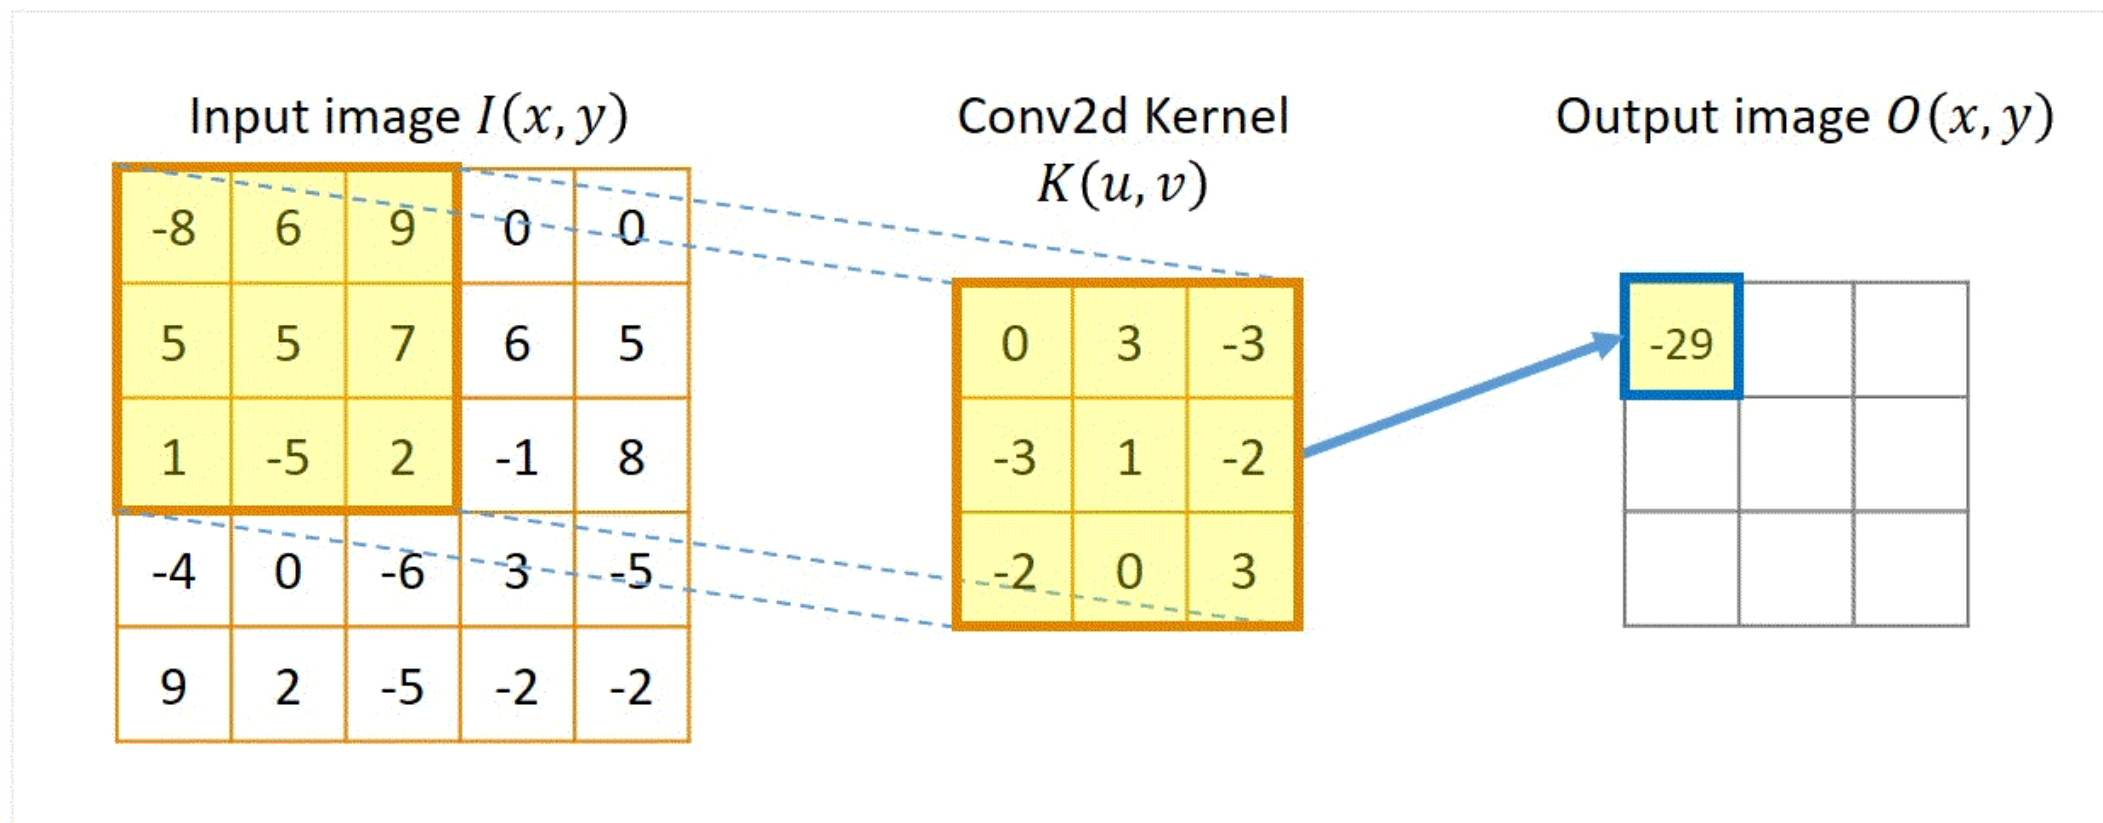 Input image I(x, y)
-8 6 9 0 0
5 5 7 6 5
1 -5 2 -1 8
-4 0 -6 3 -5
9 2 -5 -2 -2
Conv2d Kernel
K(u, v)
0 3 -3
-3 1 -2
-2 0 3
Output image O(x, y)
-29